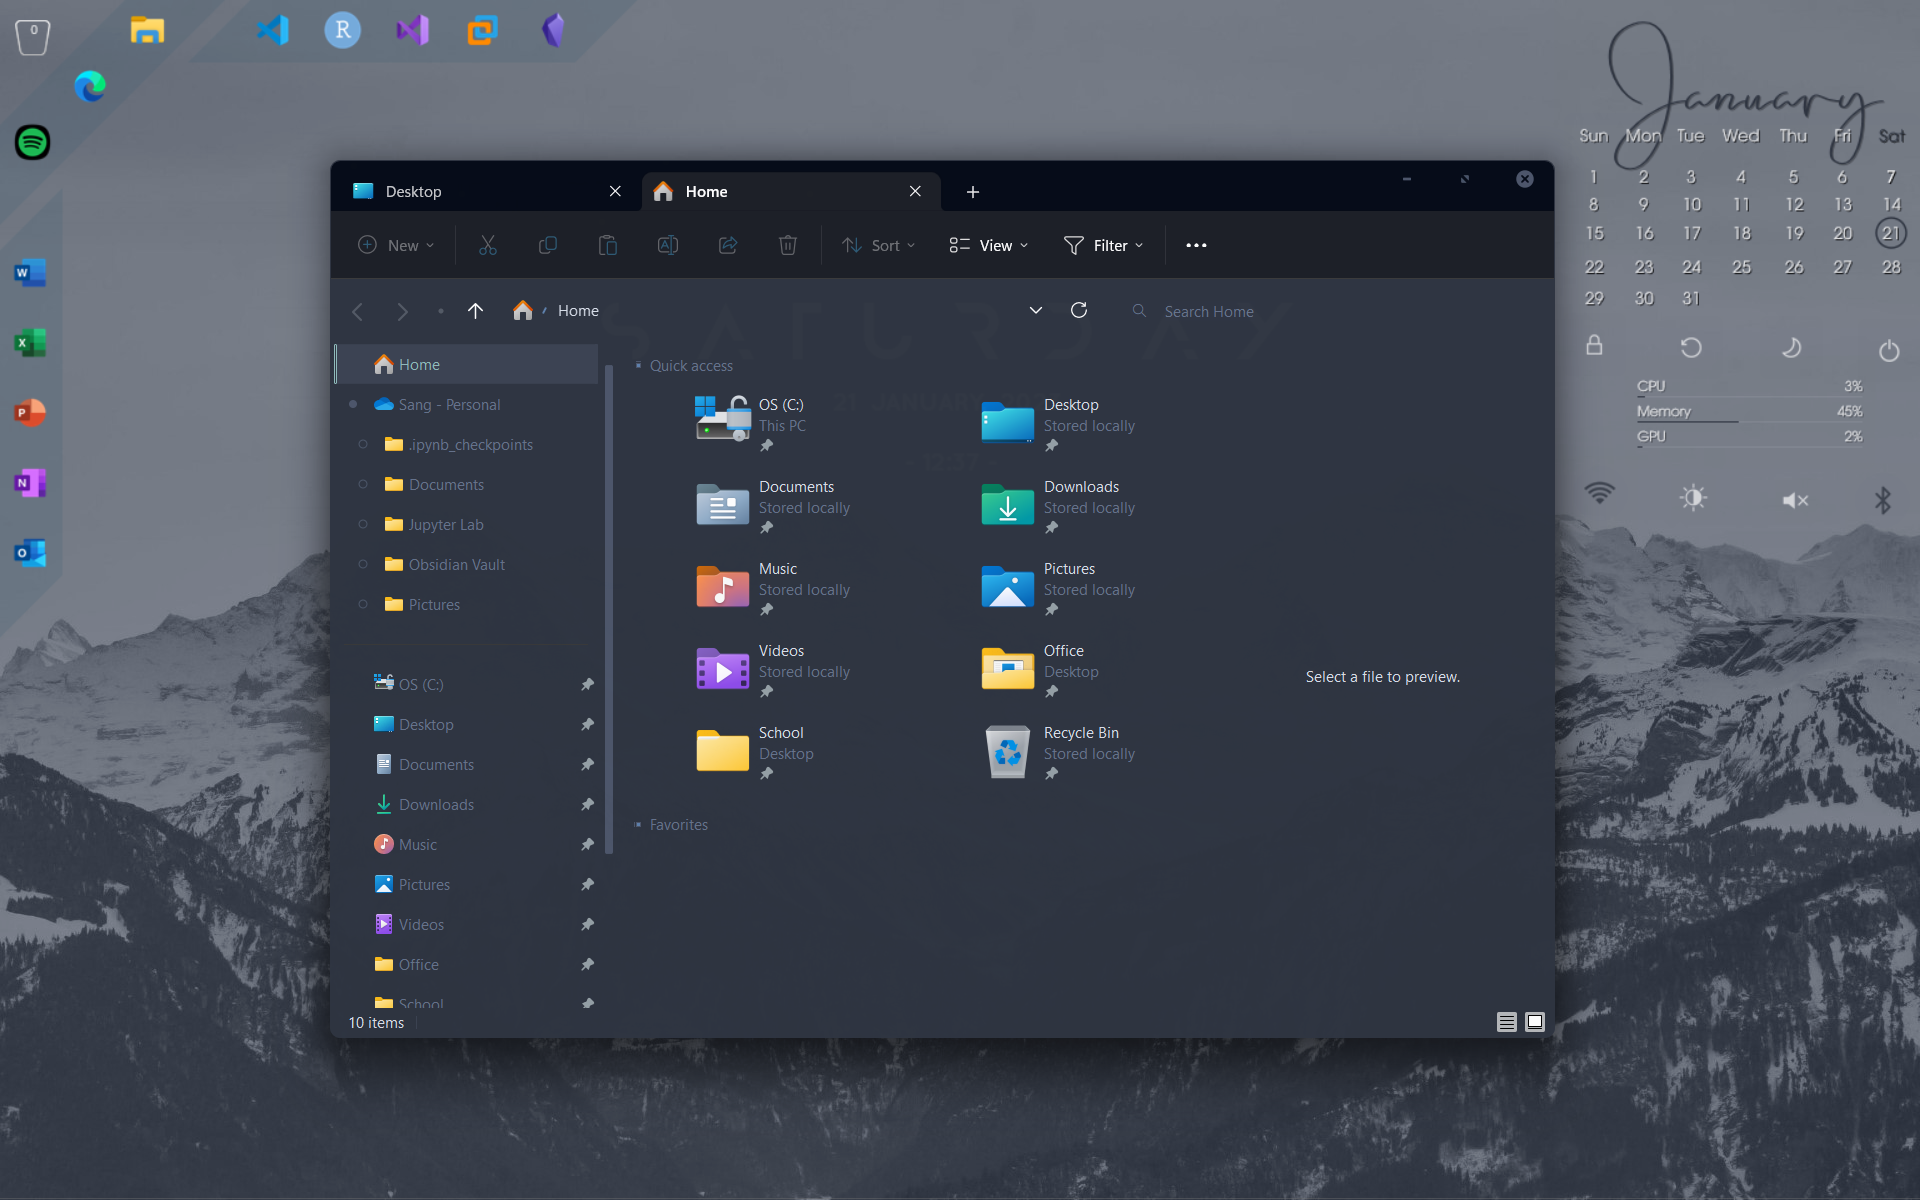 0
R
January
Sun Mon Tue Wed Thu Fri Sat
1 2 3 4 5 6 7
8 9 10 11 12 13 14
15 16 17 18 19 20 21
22 23 24 25 26 27 28
29 30 31
CPU 3%
Memory 45%
GPU 2%
W
X
P
N
O
Desktop
Home
New
Sort
View
Filter
Home
Search Home
SATURDAY
Home
Sang - Personal
.ipynb_checkpoints
Documents
Jupyter Lab
Obsidian Vault
Pictures
OS (C:)
Desktop
Documents
Downloads
Music
Pictures
Videos
Office
School
Quick access
OS (C:)
This PC
Desktop
Stored locally
Documents
Stored locally
Downloads
Stored locally
Music
Stored locally
Pictures
Stored locally
Videos
Stored locally
Office
Desktop
School
Desktop
Recycle Bin
Stored locally
Favorites
Select a file to preview.
10 items